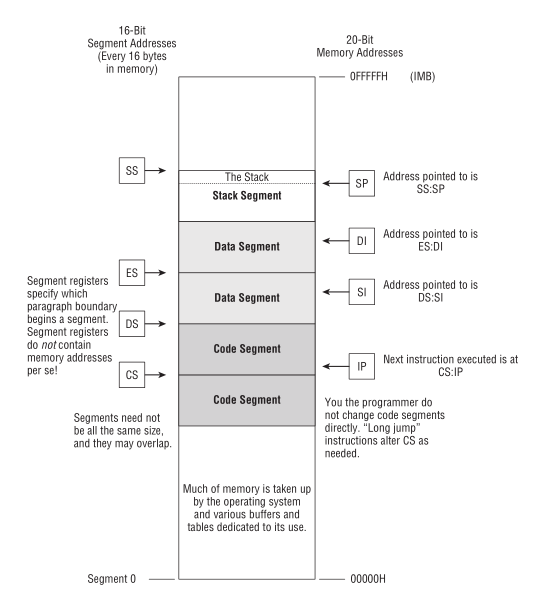 16-Bit
Segment Addresses
(Every 16 bytes
in memory)
20-Bit
Memory Addresses
0FFFFFH (IMB)
SS
The Stack
Stack Segment
SP
Address pointed to is
SS:SP
Data Segment
DI
Address pointed to is
ES:DI
ES
Data Segment
SI
Address pointed to is
DS:SI
Segment registers
specify which
paragraph boundary
begins a segment.
Segment registers
do not contain
memory addresses
per se!
DS
Code Segment
IP
Next instruction executed is at
CS:IP
CS
Code Segment
You the programmer do
not change code segments
directly. “Long jump”
instructions alter CS as
needed.
Segments need not
be all the same size,
and they may overlap.
Much of memory is taken up
by the operating system
and various buffers and
tables dedicated to its use.
Segment 0
00000H